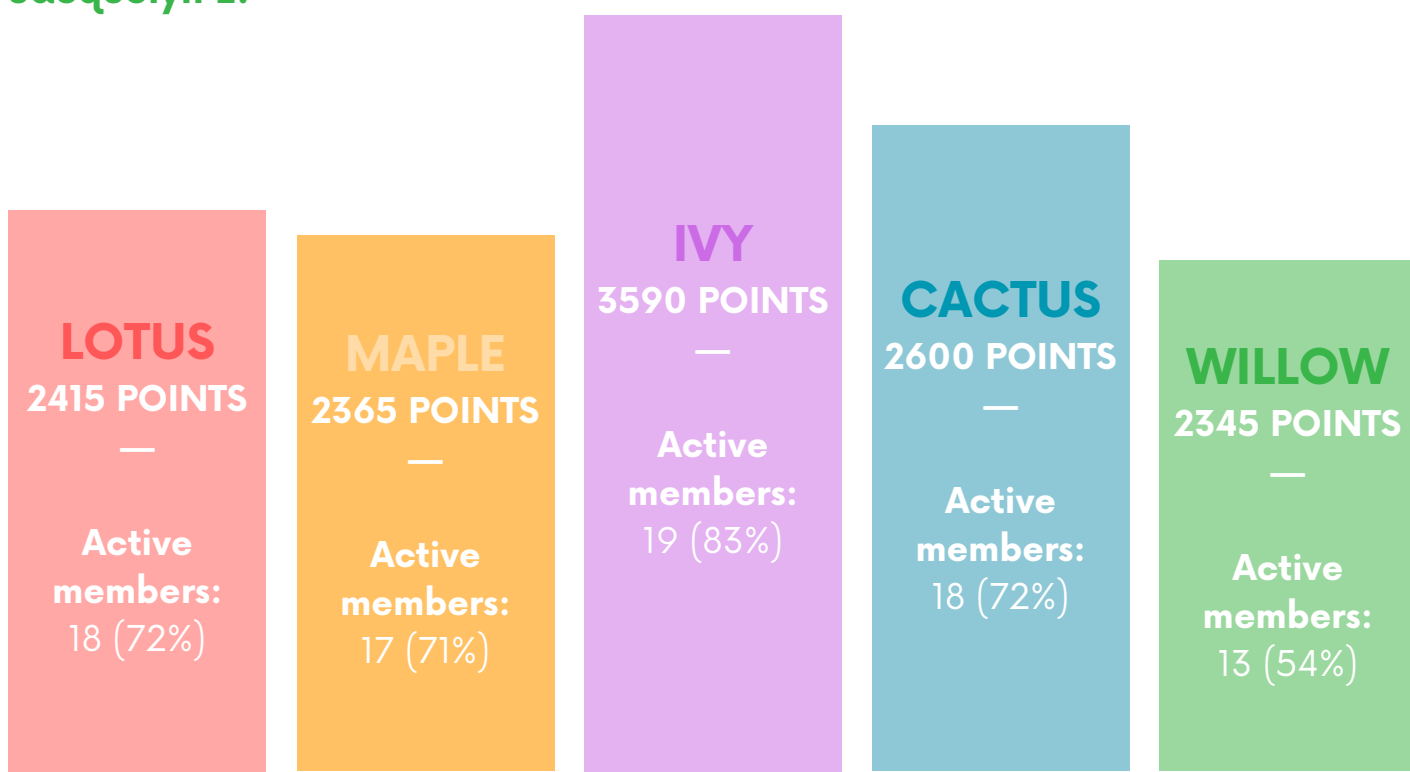 LOTUS
2415 POINTS
—
Active
members:
18 (72%)
MAPLE
2365 POINTS
—
Active
members:
17 (71%)
IVY
3590 POINTS
—
Active
members:
19 (83%)
CACTUS
2600 POINTS
—
Active
members:
18 (72%)
WILLOW
2345 POINTS
—
Active
members:
13 (54%)